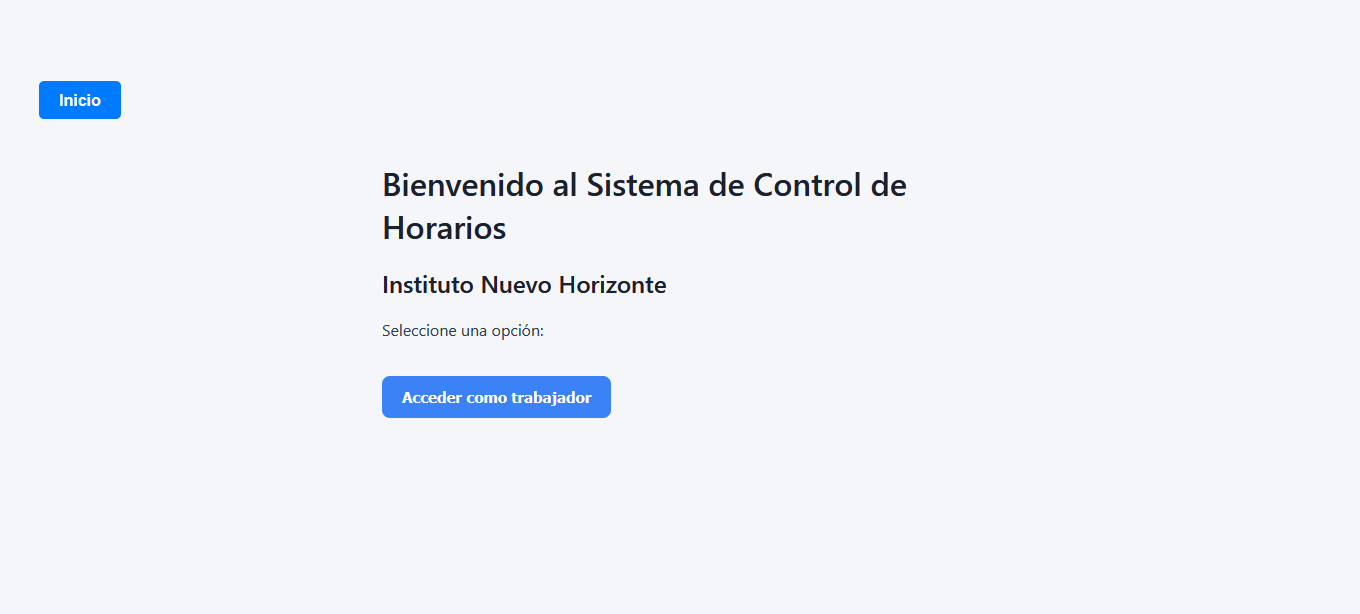 Inicio
Bienvenido al Sistema de Control de
Horarios
Instituto Nuevo Horizonte
Seleccione una opción:
Acceder como trabajador